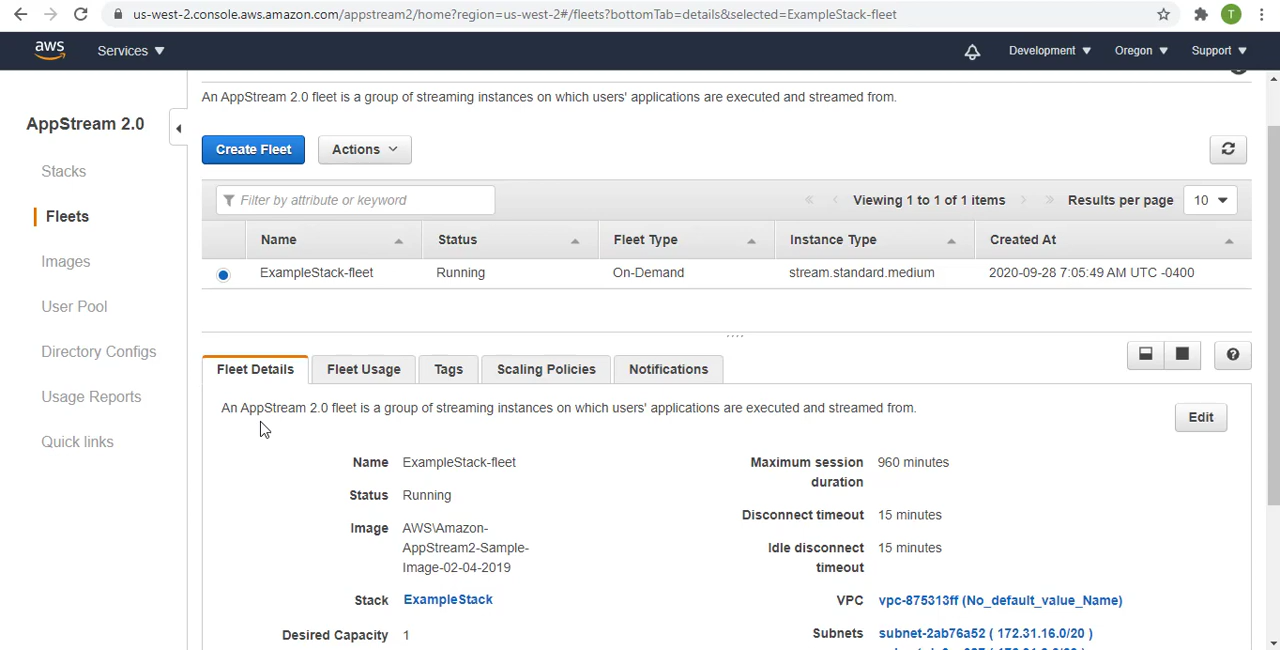 us-west-2.console.aws.amazon.com/appstream2/home?region=us-west-2#/fleets?bottomTab=details&selected=ExampleStack-fleet
T
aws
Services
Development
Oregon
Support
AppStream 2.0
Stacks
Fleets
Images
User Pool
Directory Configs
Usage Reports
Quick links
An AppStream 2.0 fleet is a group of streaming instances on which users' applications are executed and streamed from.
Create Fleet
Actions
Filter by attribute or keyword
« ‹ Viewing 1 to 1 of 1 items › »
Results per page
10
Name Status Fleet Type Instance Type Created At
ExampleStack-fleet Running On-Demand stream.standard.medium 2020-09-28 7:05:49 AM UTC -0400
Fleet Details
Fleet Usage
Tags
Scaling Policies
Notifications
?
An AppStream 2.0 fleet is a group of streaming instances on which users' applications are executed and streamed from.
Edit
Name ExampleStack-fleet
Status Running
Image AWS\Amazon-
AppStream2-Sample-
Image-02-04-2019
Stack ExampleStack
Desired Capacity 1
Maximum session 960 minutes
duration
Disconnect timeout 15 minutes
Idle disconnect 15 minutes
timeout
VPC vpc-875313ff (No_default_value_Name)
Subnets subnet-2ab76a52 ( 172.31.16.0/20 )